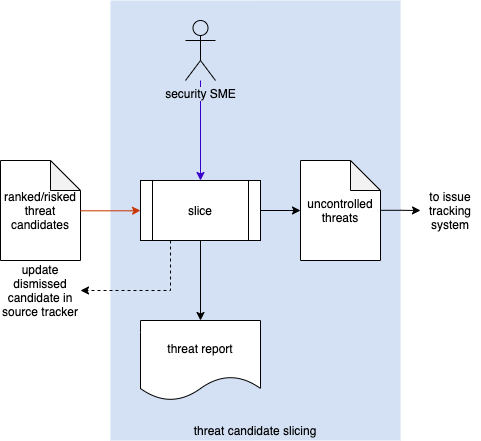 security SME
ranked/risked
threat
candidates
slice
uncontrolled
threats
to issue
tracking
system
update
dismissed
candidate in
source tracker
threat report
threat candidate slicing